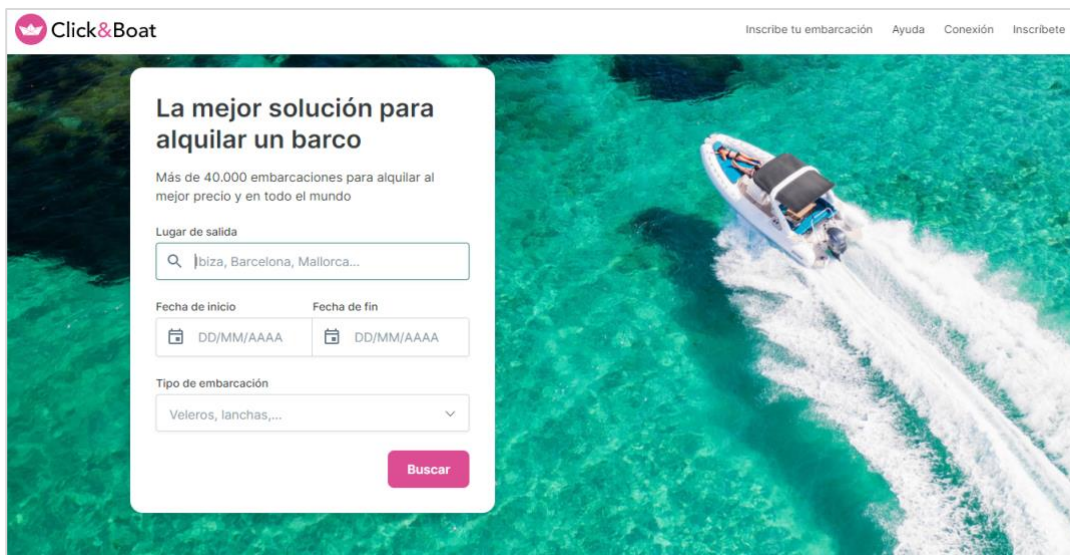 Click&Boat
Inscribe tu embarcación Ayuda Conexión Inscríbete
La mejor solución para
alquilar un barco
Más de 40.000 embarcaciones para alquilar al
mejor precio y en todo el mundo
Lugar de salida
Ibiza, Barcelona, Mallorca...
Fecha de inicio Fecha de fin
DD/MM/AAAA DD/MM/AAAA
Tipo de embarcación
Veleros, lanchas,...
Buscar